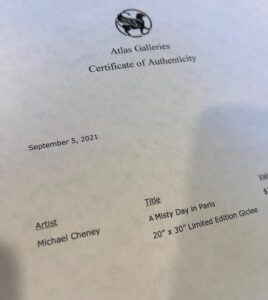 Atlas Galleries
Certificate of Authenticity
September 5, 2021
Artist Title
Michael Cheney A Misty Day in Paris
20" x 30" Limited Edition Giclee